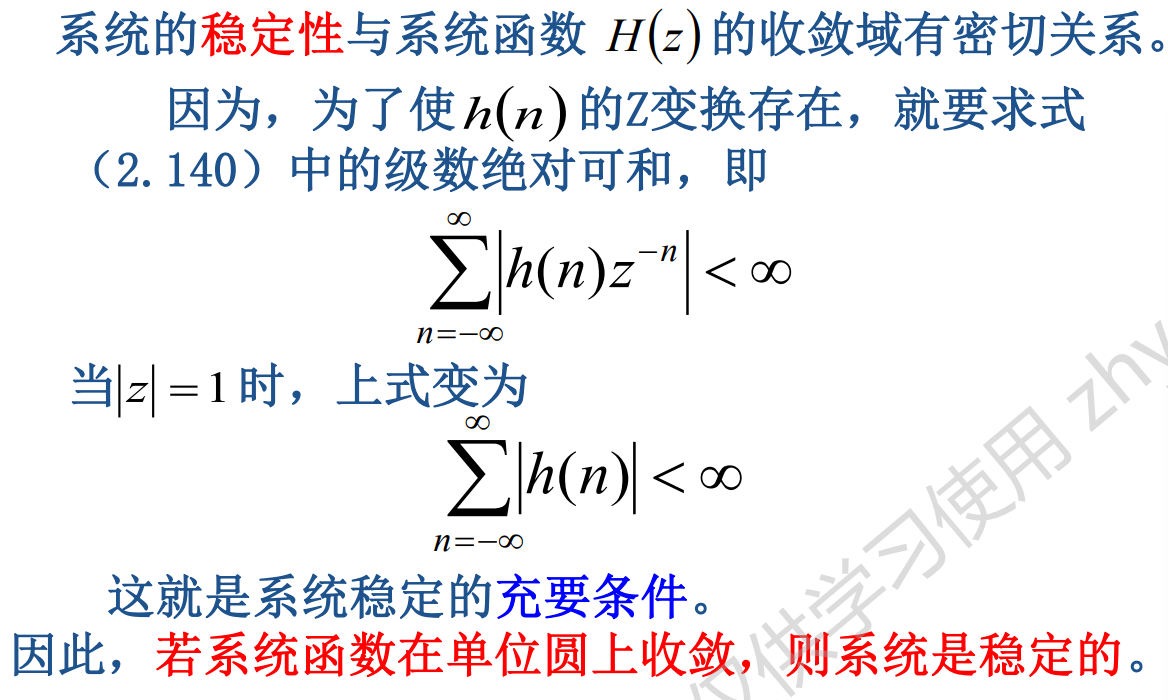 系统的稳定性与系统函数 H(z) 的收敛域有密切关系。
因为，为了使 h(n) 的Z变换存在，就要求式
（2.140）中的级数绝对可和，即
\sum_{n=-\infty}^{\infty} |h(n)z^{-n}| < \infty
当|z| = 1 时，上式变为
\sum_{n=-\infty}^{\infty} |h(n)| < \infty
这就是系统稳定的充要条件。
因此，若系统函数在单位圆上收敛，则系统是稳定的。
仅供学习使用 zhy